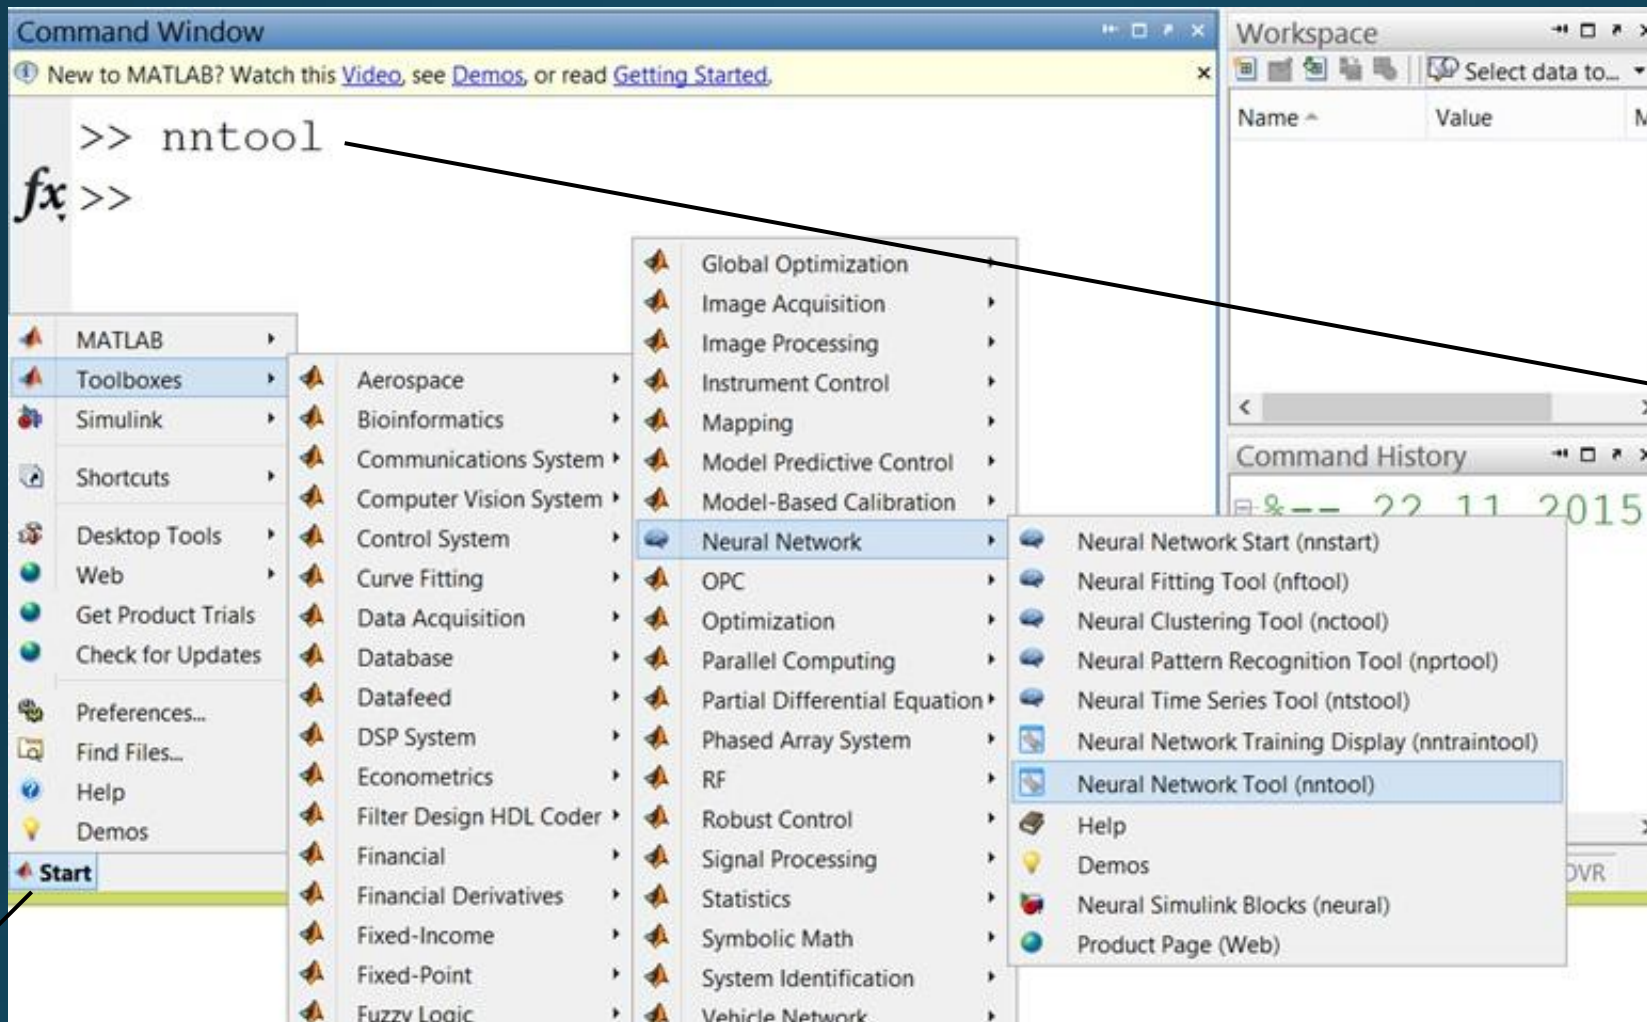 Command Window
New to MATLAB? Watch this Video, see Demos, or read Getting Started.
>> nntool
fx >>
Workspace
Select data to...
Name Value M
Command History
%-- 22 11 2015
MATLAB
Toolboxes
Simulink
Shortcuts
Desktop Tools
Web
Get Product Trials
Check for Updates
Preferences...
Find Files...
Help
Demos
Start
Aerospace
Bioinformatics
Communications System
Computer Vision System
Control System
Curve Fitting
Data Acquisition
Database
Datafeed
DSP System
Econometrics
Filter Design HDL Coder
Financial
Financial Derivatives
Fixed-Income
Fixed-Point
Fuzzy Logic
Global Optimization
Image Acquisition
Image Processing
Instrument Control
Mapping
Model Predictive Control
Model-Based Calibration
Neural Network
OPC
Optimization
Parallel Computing
Partial Differential Equation
Phased Array System
RF
Robust Control
Signal Processing
Statistics
Symbolic Math
System Identification
Vehicle Network
Neural Network Start (nnstart)
Neural Fitting Tool (nftool)
Neural Clustering Tool (nctool)
Neural Pattern Recognition Tool (nprtool)
Neural Time Series Tool (ntstool)
Neural Network Training Display (nntraintool)
Neural Network Tool (nntool)
Help
Demos
Neural Simulink Blocks (neural)
Product Page (Web)
OVR